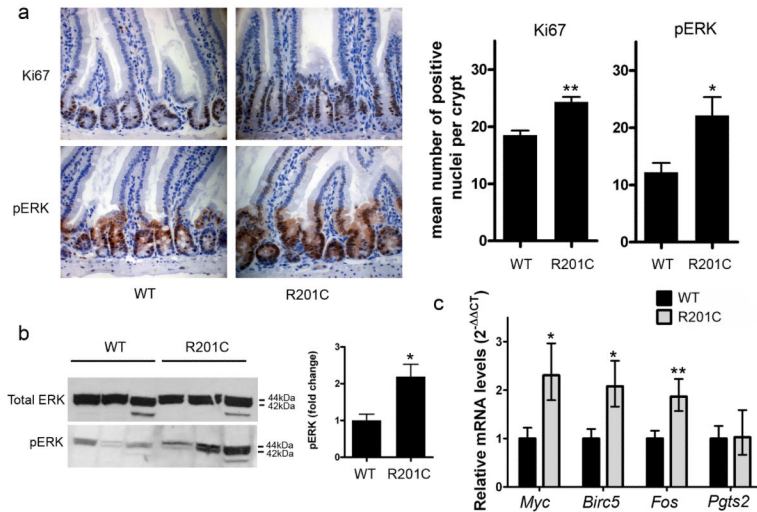 a
Ki67
pERK
WT
R201C
Ki67
pERK
mean number of positive
nuclei per crypt
30
20
10
0
30
20
10
0
**
*
WT
R201C
WT
R201C
b
WT
R201C
Total ERK
44kDa
42kDa
pERK
44kDa
42kDa
pERK (fold change)
3
2
1
0
*
WT
R201C
c
WT
R201C
Relative mRNA levels (2-ΔΔCT)
3
2
1
0
*
*
**
Myc
Birc5
Fos
Pgts2